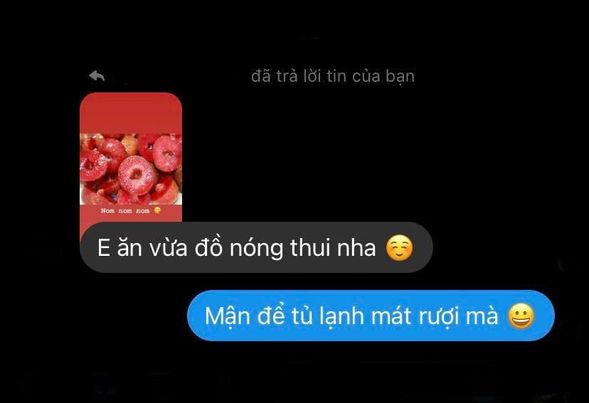 đã trả lời tin của bạn
Nom nom nom 🥰
E ăn vừa đồ nóng thui nha ☺️
Mận để tủ lạnh mát rượi mà 😀